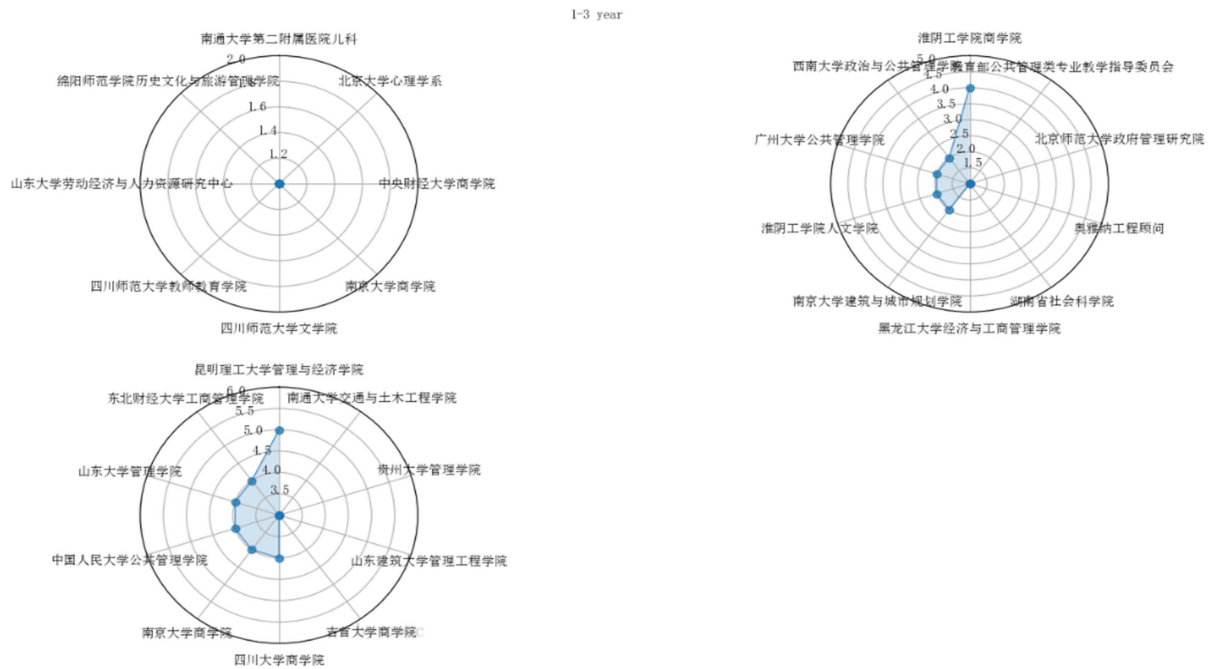 1-3 year
南通大学第二附属医院儿科
2.0
绵阳师范学院历史文化与旅游管理学院
北京大学心理学系
1.6
1.4
1.2
山东大学劳动经济与人力资源研究中心
中央财经大学商学院
四川师范大学教师教育学院
南京大学商学院
四川师范大学文学院
淮阴工学院商学院
5.0
西南大学政治与公共管理学院
教育部公共管理类专业教学指导委员会
4.5
4.0
3.5
3.0
广州大学公共管理学院
2.5
北京师范大学政府管理研究院
2.0
1.5
淮阴工学院人文学院
奥雅纳工程顾问
南京大学建筑与城市规划学院
湖南省社会科学院
黑龙江大学经济与工商管理学院
昆明理工大学管理与经济学院
6.0
东北财经大学工商管理学院
南通大学交通与土木工程学院
5.5
5.0
4.5
山东大学管理学院
4.0
贵州大学管理学院
3.5
中国人民大学公共管理学院
山东建筑大学管理工程学院
南京大学商学院
吉首大学商学院
四川大学商学院